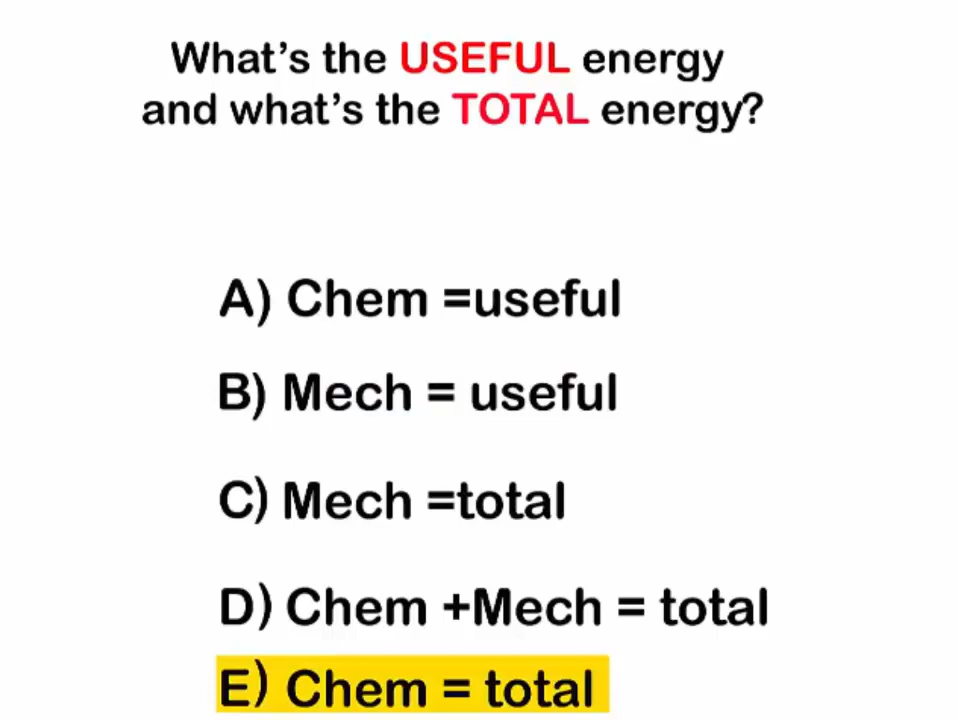 What's the USEFUL energy
and what's the TOTAL energy?
A) Chem =useful
B) Mech = useful
C) Mech =total
D) Chem +Mech = total
E) Chem = total